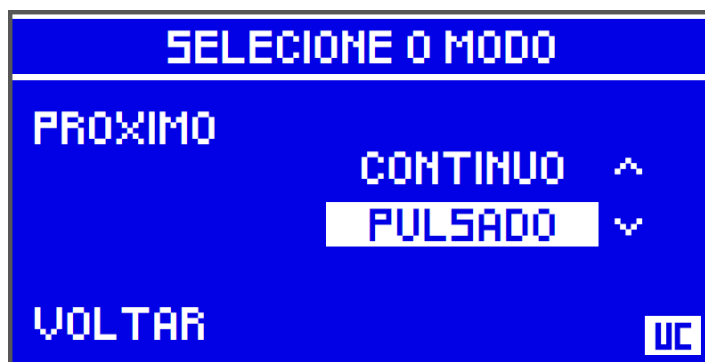 SELECIONE O MODO
PROXIMO
CONTINUO ^
PULSADO
VOLTAR
UC